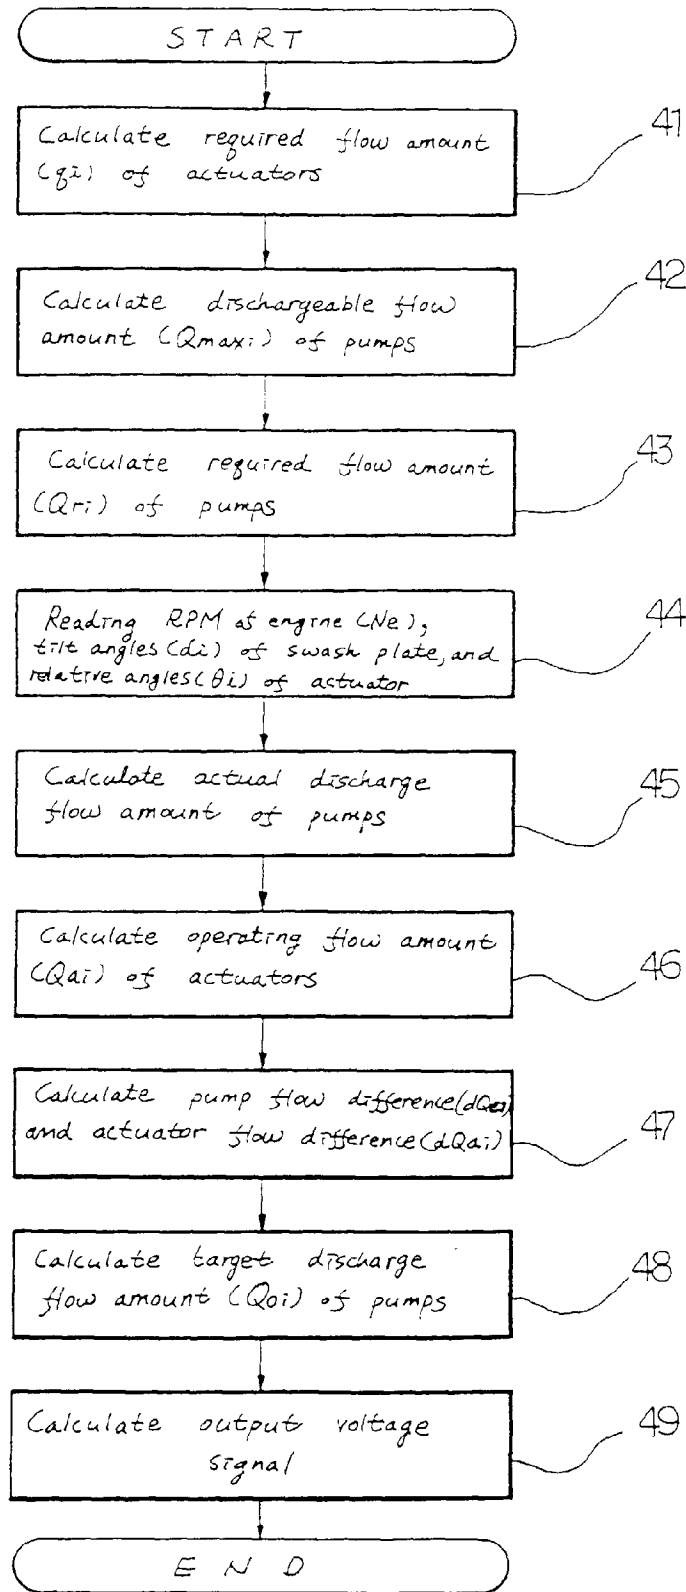 START
Calculate required flow amount
(qi) of actuators
41
Calculate dischargeable flow
amount (Qmaxi) of pumps
42
Calculate required flow amount
(Qri) of pumps
43
Reading RPM of engine (Ne),
tilt angles (di) of swash plate, and
relative angles (θi) of actuator
44
Calculate actual discharge
flow amount of pumps
45
Calculate operating flow amount
(Qai) of actuators
46
Calculate pump flow difference
and actuator flow difference (dQai)
47
Calculate target discharge
flow amount (Qoi) of pumps
48
Calculate output voltage
signal
49
END